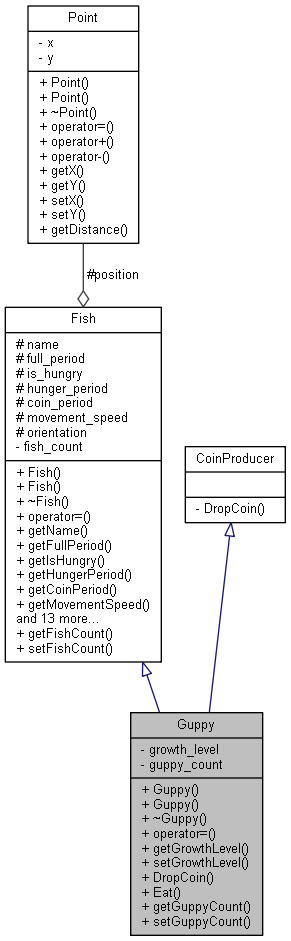 Point
- x
- y
+ Point()
+ Point()
+ ~Point()
+ operator=()
+ operator+()
+ operator-()
+ getX()
+ getY()
+ setX()
+ setY()
+ getDistance()
#position
Fish
# name
# full_period
# is_hungry
# hunger_period
# coin_period
# movement_speed
# orientation
- fish_count
+ Fish()
+ Fish()
+ ~Fish()
+ operator=()
+ getName()
+ getFullPeriod()
+ getIsHungry()
+ getHungerPeriod()
+ getCoinPeriod()
+ getMovementSpeed()
and 13 more...
+ getFishCount()
+ setFishCount()
CoinProducer
- DropCoin()
Guppy
- growth_level
- guppy_count
+ Guppy()
+ Guppy()
+ ~Guppy()
+ operator=()
+ getGrowthLevel()
+ setGrowthLevel()
+ DropCoin()
+ Eat()
+ getGuppyCount()
+ setGuppyCount()